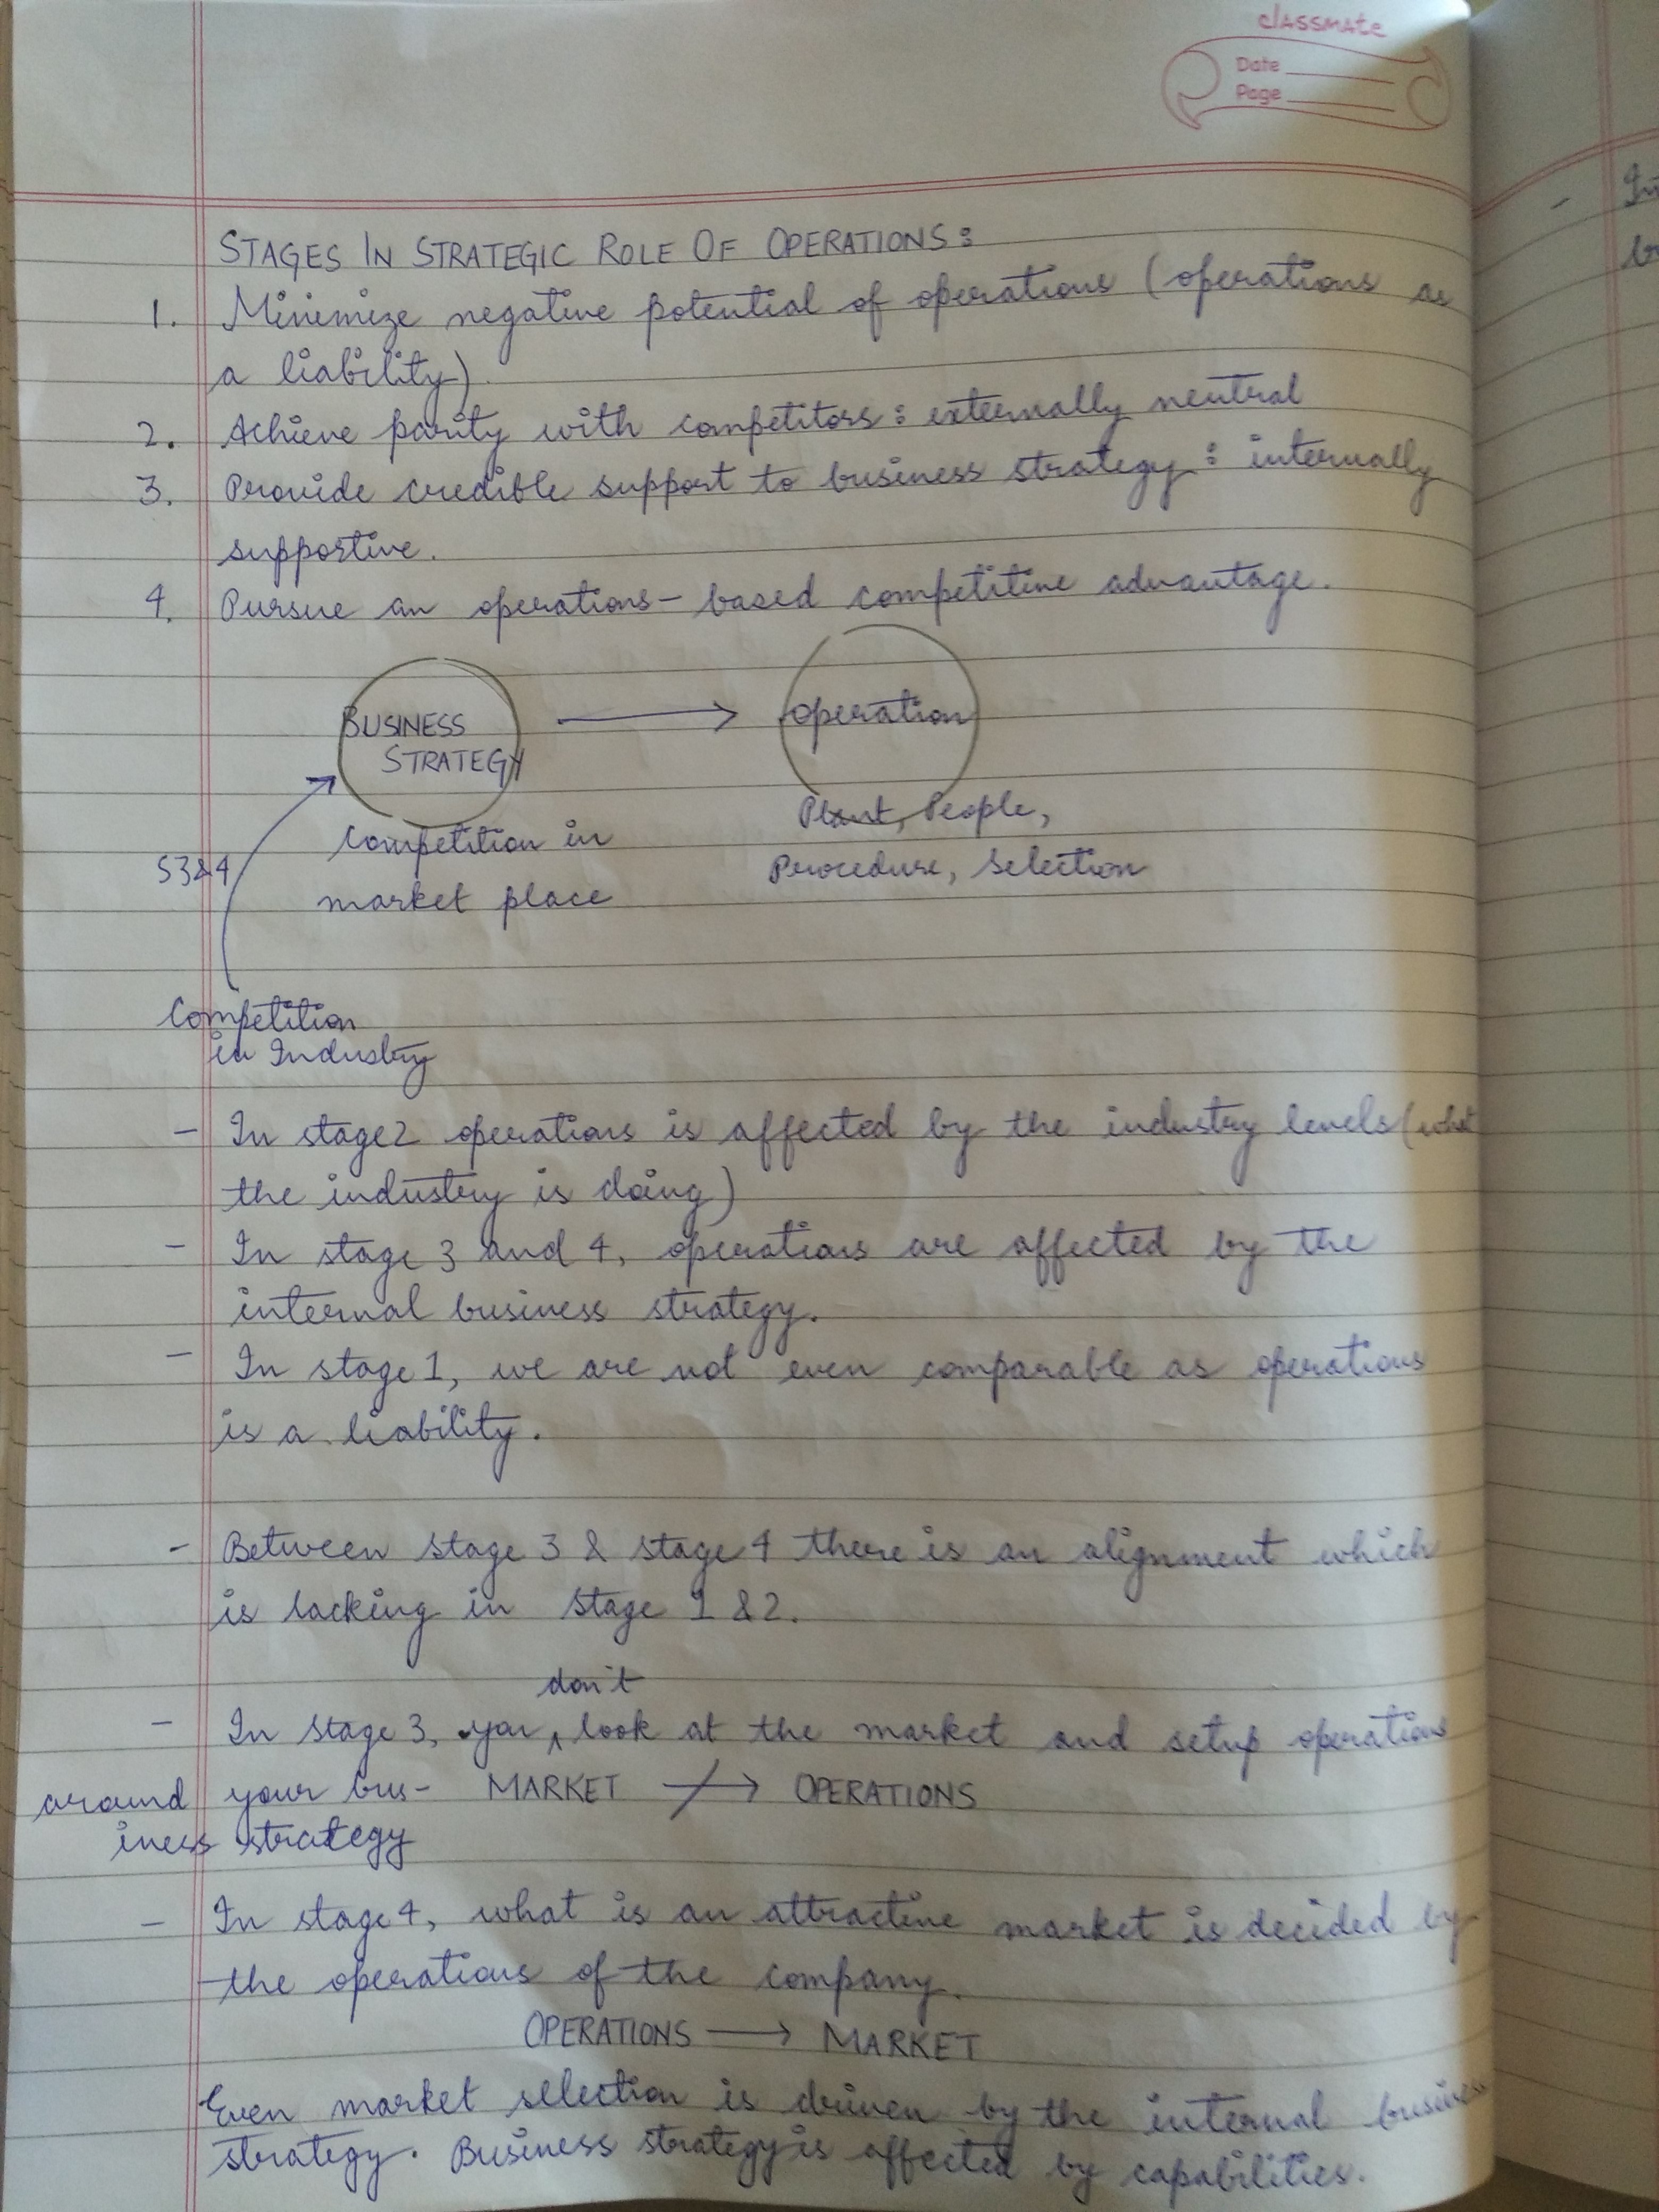 classmate
Date
Page
STAGES IN STRATEGIC ROLE OF OPERATIONS:
1. Minimize negative potential of operations (operations as
a liability).
2. Achieve parity with competitors: externally neutral
3. Provide credible support to business strategy: internally
supportive.
4. Pursue an operations-based competitive advantage.
BUSINESS
STRATEGY
operation
Plant, People,
Procedure, Selection
Competition in
market place
S3&4
Competition
in Industry
- In stage 2 operations is affected by the industry levels (what
the industry is doing)
- In stage 3 and 4, operations are affected by the
internal business strategy.
- In stage 1, we are not even comparable as operations
is a liability.
- Between stage 3 & stage 4 there is an alignment which
is lacking in stage 1 & 2.
don't
- In stage 3, you look at the market and setup operations
around your bus- MARKET OPERATIONS
iness strategy
- In stage 4, what is an attractive market is decided by
the operations of the company.
OPERATIONS → MARKET
Even market selection is driven by the internal business
strategy. Business strategy is affected by capabilities.